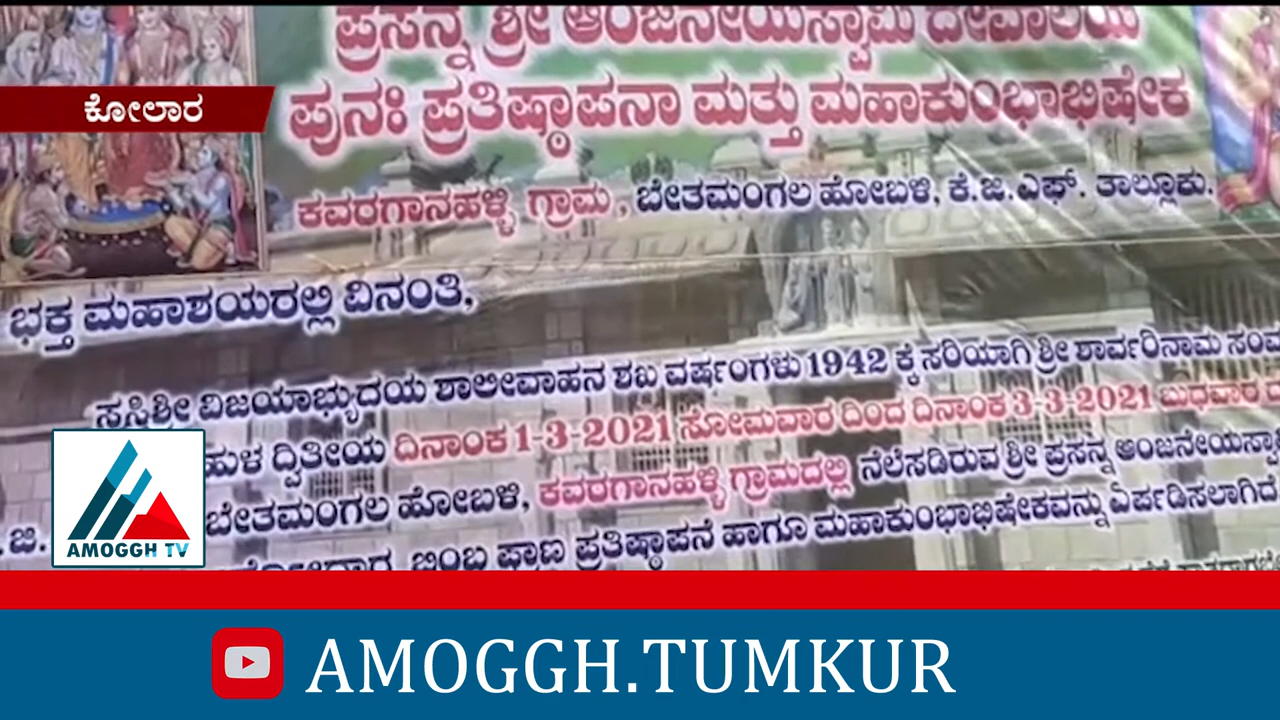 ಪ್ರಸನ್ನ ಶ್ರೀ ಆಂಜನೇಯಸ್ವಾಮಿ ದೇವಾಲಯ
ಕೋಲಾರ
ಪುನಃ ಪ್ರತಿಷ್ಠಾಪನಾ ಮತ್ತು ಮಹಾಕುಂಭಾಭಿಷೇಕ
ಕವರಗಾನಹಳ್ಳಿ ಗ್ರಾಮ, ಬೇತಮಂಗಲ ಹೋಬಳಿ, ಕೆ.ಜಿ.ಎಫ್. ತಾಲ್ಲೂಕು.
ಭಕ್ತ ಮಹಾಶಯರಲ್ಲಿ ವಿನಂತಿ,
ವಿಜಯಾಭ್ಯುದಯ ಶಾಲೀವಾಹನ ಶಖ ವರ್ಷಂಗಳು 1942 ಕ್ಕೆ ಸರಿಯಾಗಿ ಶ್ರೀ ಶಾರ್ವರಿನಾಮ ಸಂವ
ಹುಳ ದ್ವಿತೀಯ ದಿನಾಂಕ 1-3-2021 ಸೋಮವಾರ ದಿಂದ ದಿನಾಂಕ 3-3-2021 ಬುಧವಾರ
ಬೇತಮಂಗಲ ಹೋಬಳಿ, ಕವರಗಾನಹಳ್ಳಿ ಗ್ರಾಮದಲ್ಲಿ ನೆಲೆಸಡಿರುವ ಶ್ರೀ ಪ್ರಸನ್ನ ಆಂಜನೇಯಸ್ವಾ
.ಜಿ. ಬಿಂಬ ಪ್ರಾಣ ಪ್ರತಿಷ್ಠಾಪನೆ ಹಾಗೂ ಮಹಾಕುಂಭಾಭಿಷೇಕವನ್ನು ಏರ್ಪಡಿಸಲಾಗಿದೆ
AMOGGH TV
AMOGGH.TUMKUR